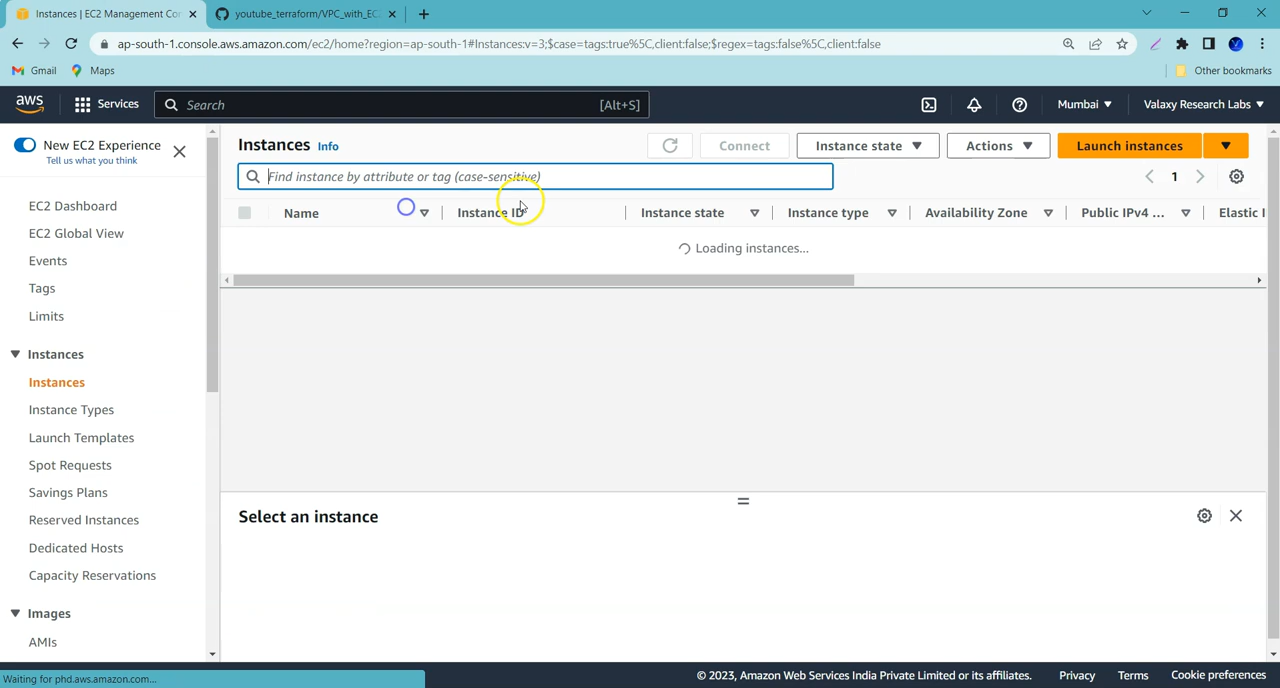 Instances | EC2 Management Con
youtube_terraform/VPC_with_EC
ap-south-1.console.aws.amazon.com/ec2/home?region=ap-south-1#Instances:v=3;$case=tags:true%5C,client:false;$regex=tags:false%5C,client:false
Gmail
Maps
Other bookmarks
aws
Services
Search
[Alt+S]
Mumbai
Valaxy Research Labs
New EC2 Experience
Tell us what you think
EC2 Dashboard
EC2 Global View
Events
Tags
Limits
Instances
Instances
Instance Types
Launch Templates
Spot Requests
Savings Plans
Reserved Instances
Dedicated Hosts
Capacity Reservations
Images
AMIs
Instances Info
Connect
Instance state
Actions
Launch instances
Find instance by attribute or tag (case-sensitive)
1
Name
Instance ID
Instance state
Instance type
Availability Zone
Public IPv4 ...
Elastic I
Loading instances...
Select an instance
Waiting for phd.aws.amazon.com...
© 2023, Amazon Web Services India Private Limited or its affiliates.
Privacy
Terms
Cookie preferences